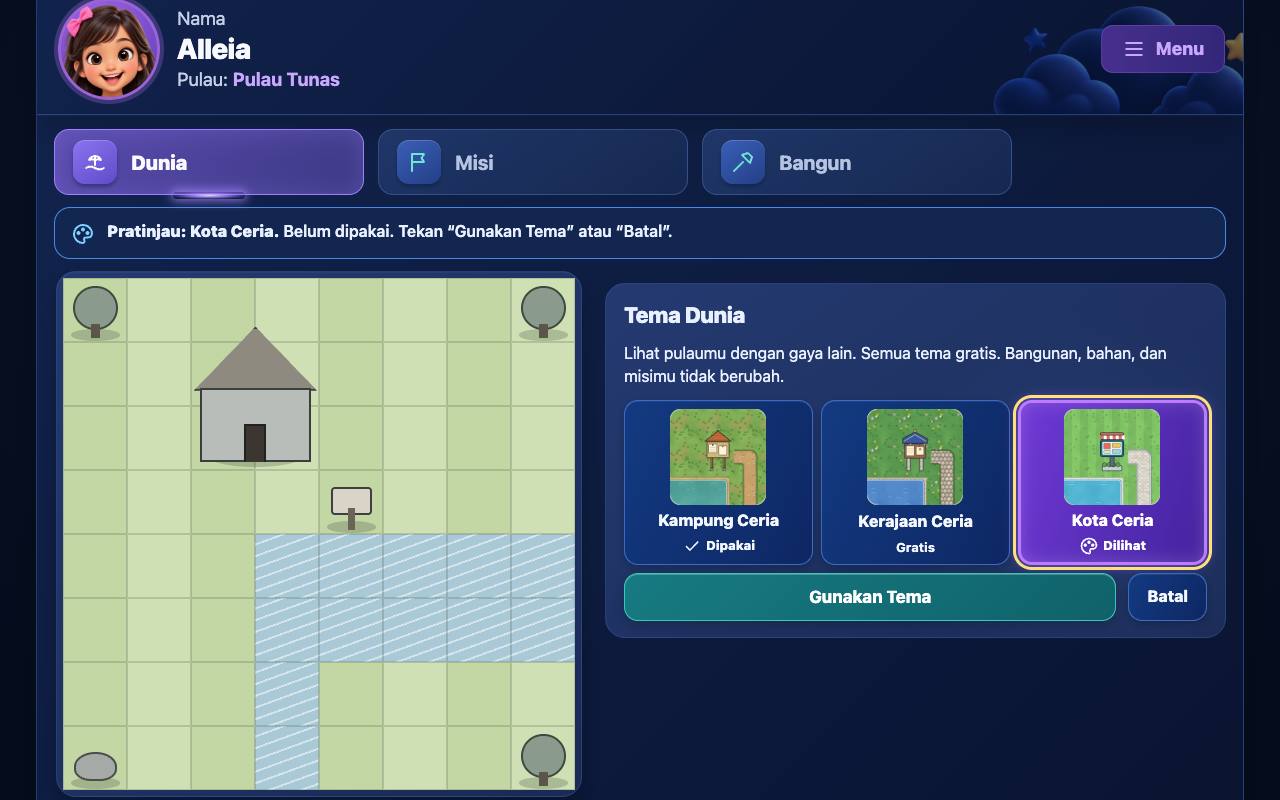 Nama
Alleia
Pulau: Pulau Tunas
Menu
Dunia
Misi
Bangun
Pratinjau: Kota Ceria. Belum dipakai. Tekan “Gunakan Tema” atau “Batal”.
Tema Dunia
Lihat pulaumu dengan gaya lain. Semua tema gratis. Bangunan, bahan, dan
misimu tidak berubah.
Kampung Ceria
Dipakai
Kerajaan Ceria
Gratis
Kota Ceria
Dilihat
Gunakan Tema
Batal